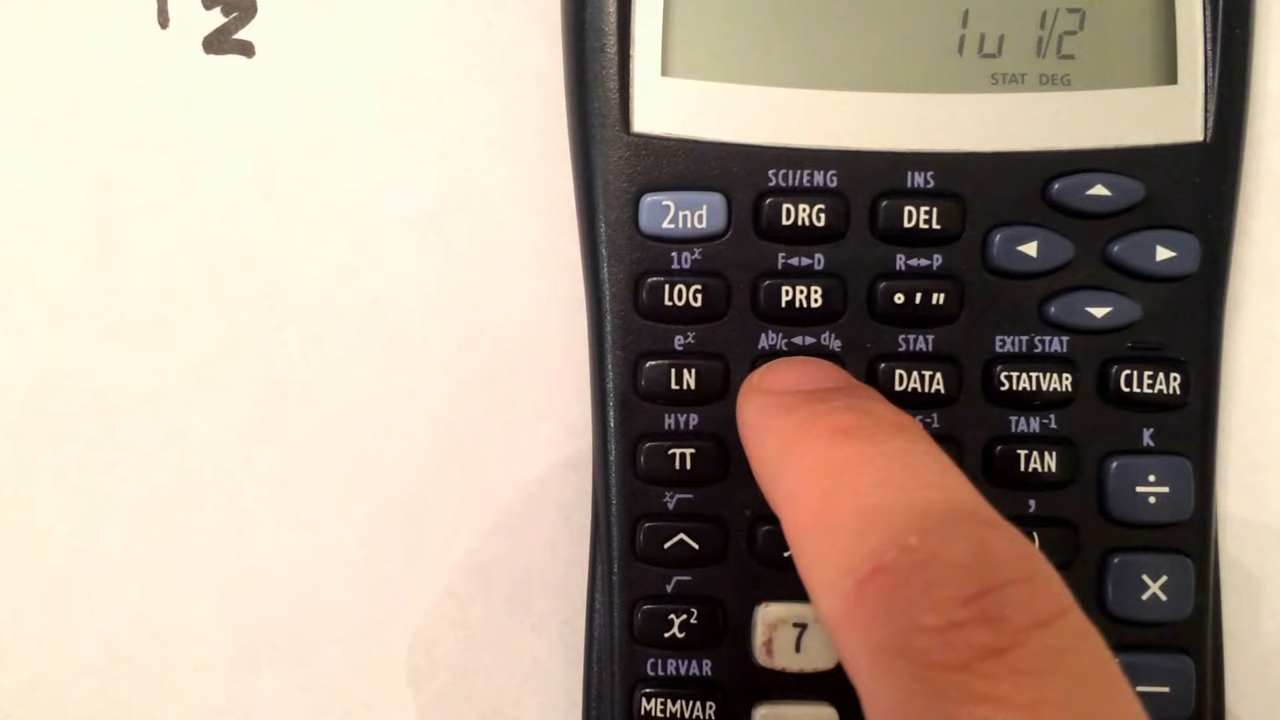 2
1 u 1/2
STAT DEG
SCI/ENG INS
2nd DRG DEL
10ˣ F◄►D R◄►P
LOG PRB ° ' "
eˣ Ab/c◄►d/e STAT EXIT STAT
LN DATA STATVAR CLEAR
HYP TAN⁻¹ K
π TAN ÷
ˣ√ ,
^ )
√ ×
x² 7
CLRVAR −
MEMVAR